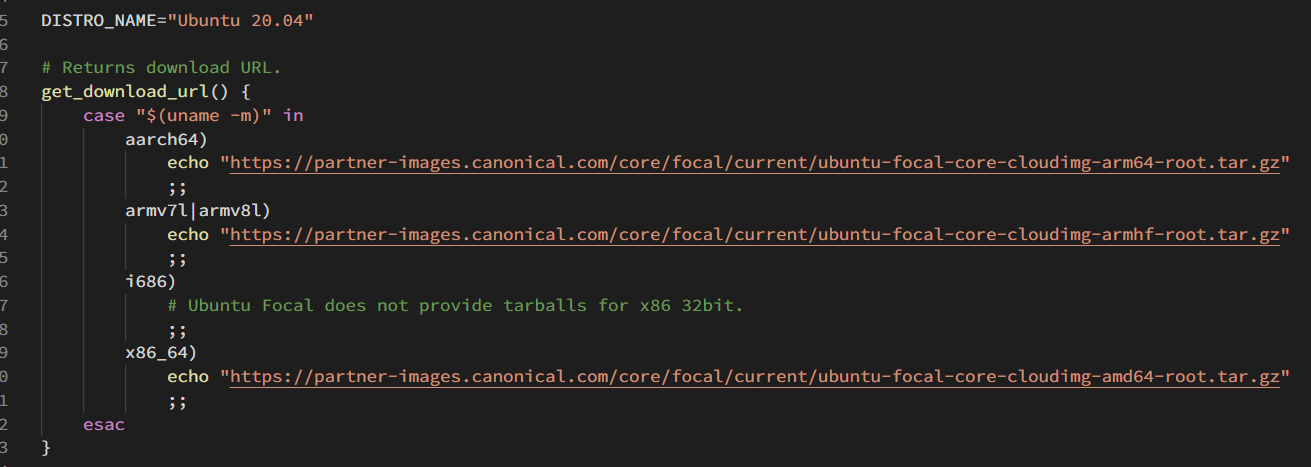 5 DISTRO_NAME="Ubuntu 20.04"
6
7 # Returns download URL.
8 get_download_url() {
9 case "$(uname -m)" in
0 aarch64)
1 echo "https://partner-images.canonical.com/core/focal/current/ubuntu-focal-core-cloudimg-arm64-root.tar.gz"
2 ;;
3 armv7l|armv8l)
4 echo "https://partner-images.canonical.com/core/focal/current/ubuntu-focal-core-cloudimg-armhf-root.tar.gz"
5 ;;
6 i686)
7 # Ubuntu Focal does not provide tarballs for x86 32bit.
8 ;;
9 x86_64)
0 echo "https://partner-images.canonical.com/core/focal/current/ubuntu-focal-core-cloudimg-amd64-root.tar.gz"
1 ;;
2 esac
3 }